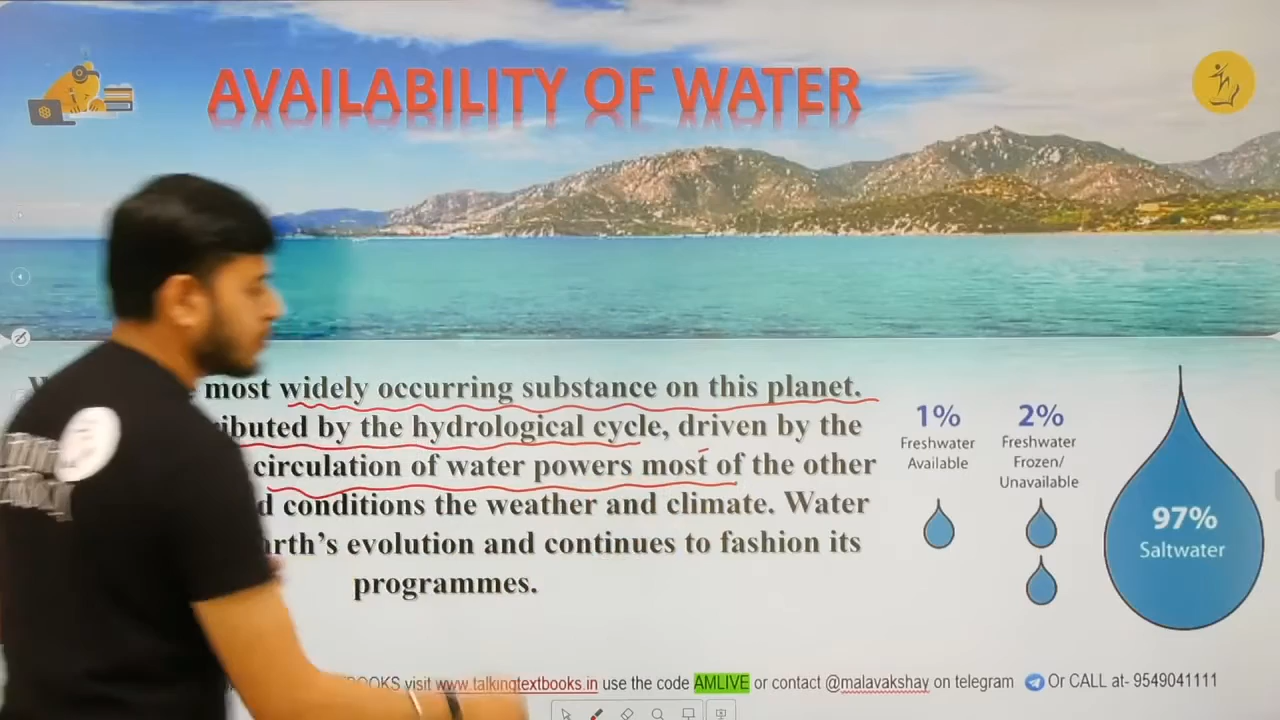 AVAILABILITY OF WATER
most widely occurring substance on this planet.
by the hydrological cycle, driven by the
circulation of water powers most of the other
conditions the weather and climate. Water
evolution and continues to fashion its
programmes.
1%
Freshwater
Available
2%
Freshwater
Frozen/
Unavailable
97%
Saltwater
visit www.talkingtextbooks.in use the code AMLIVE or contact @malavakshay on telegram Or CALL at- 9549041111